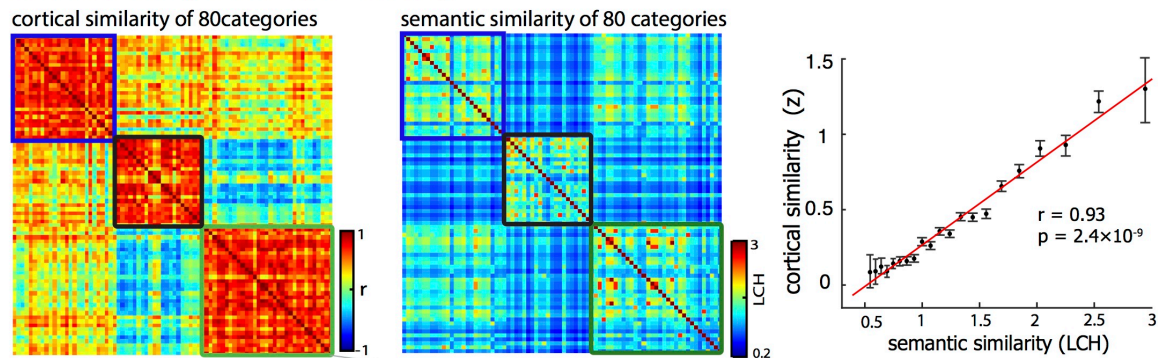 cortical similarity of 80categories
1
r
-1
semantic similarity of 80 categories
3
LCH
0.2
cortical similarity (z)
1.5
1
0.5
0
r = 0.93
p = 2.4×10⁻⁹
0.5 1 1.5 2 2.5 3
semantic similarity (LCH)